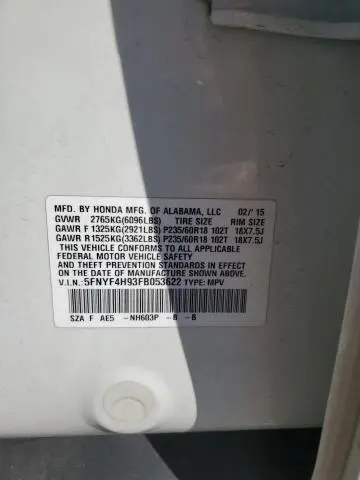 MFD. BY HONDA MFG. OF ALABAMA, LLC 02/'15
GVWR 2765KG(6096LBS) TIRE SIZE RIM SIZE
GAWR F 1325KG(2921LBS) P235/60R18 102T 18X7.5J
GAWR R 1525KG(3362LBS) P235/60R18 102T 18X7.5J
THIS VEHICLE CONFORMS TO ALL APPLICABLE
FEDERAL MOTOR VEHICLE SAFETY
AND THEFT PREVENTION STANDARDS IN EFFECT
ON THE DATE OF MANUFACTURE SHOWN ABOVE.
V.I.N.: 5FNYF4H93FB053622 TYPE: MPV
SZA F AE5 -NH603P -B -B